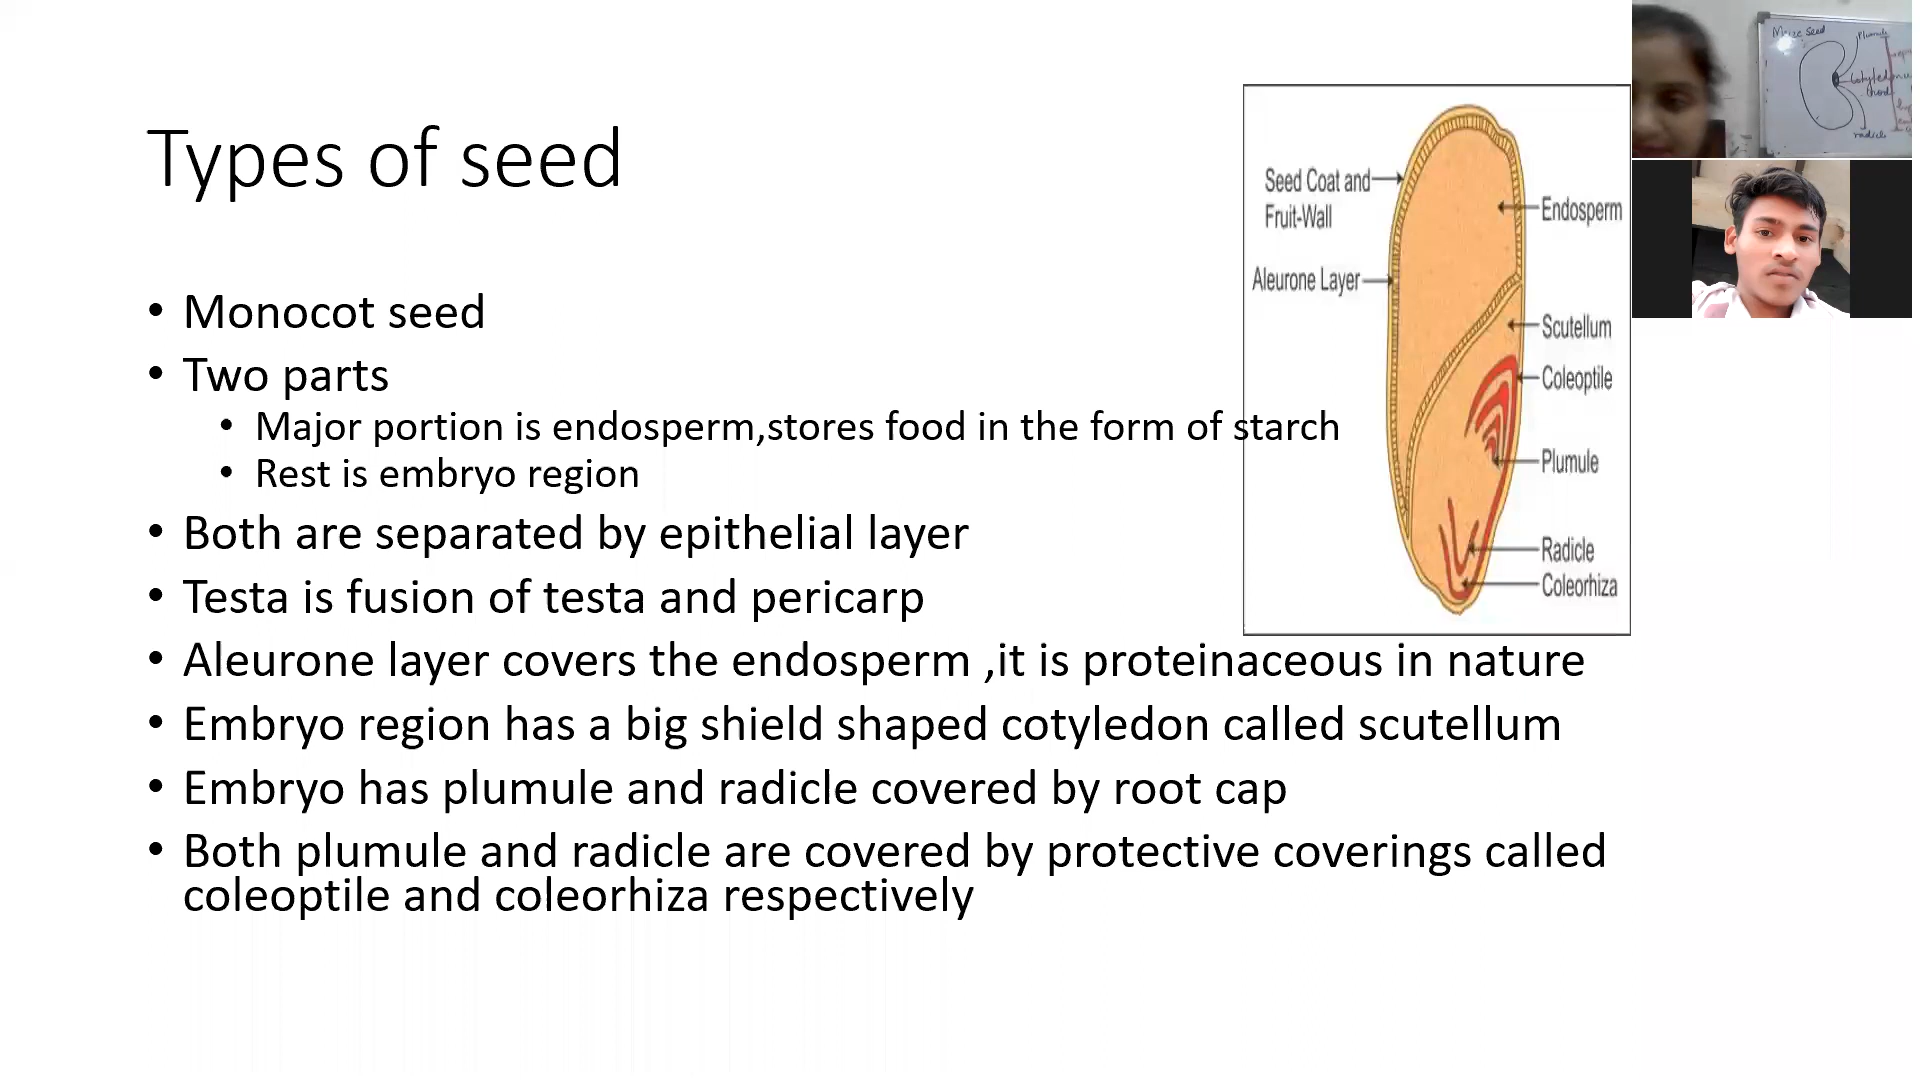 Types of seed
• Monocot seed
• Two parts
• Major portion is endosperm,stores food in the form of starch
• Rest is embryo region
• Both are separated by epithelial layer
• Testa is fusion of testa and pericarp
• Aleurone layer covers the endosperm ,it is proteinaceous in nature
• Embryo region has a big shield shaped cotyledon called scutellum
• Embryo has plumule and radicle covered by root cap
• Both plumule and radicle are covered by protective coverings called
coleoptile and coleorhiza respectively
Seed Coat and
Fruit-Wall
Aleurone Layer
Endosperm
Scutellum
Coleoptile
Plumule
Radicle
Coleorhiza
Maize seed
Plumule
radicle